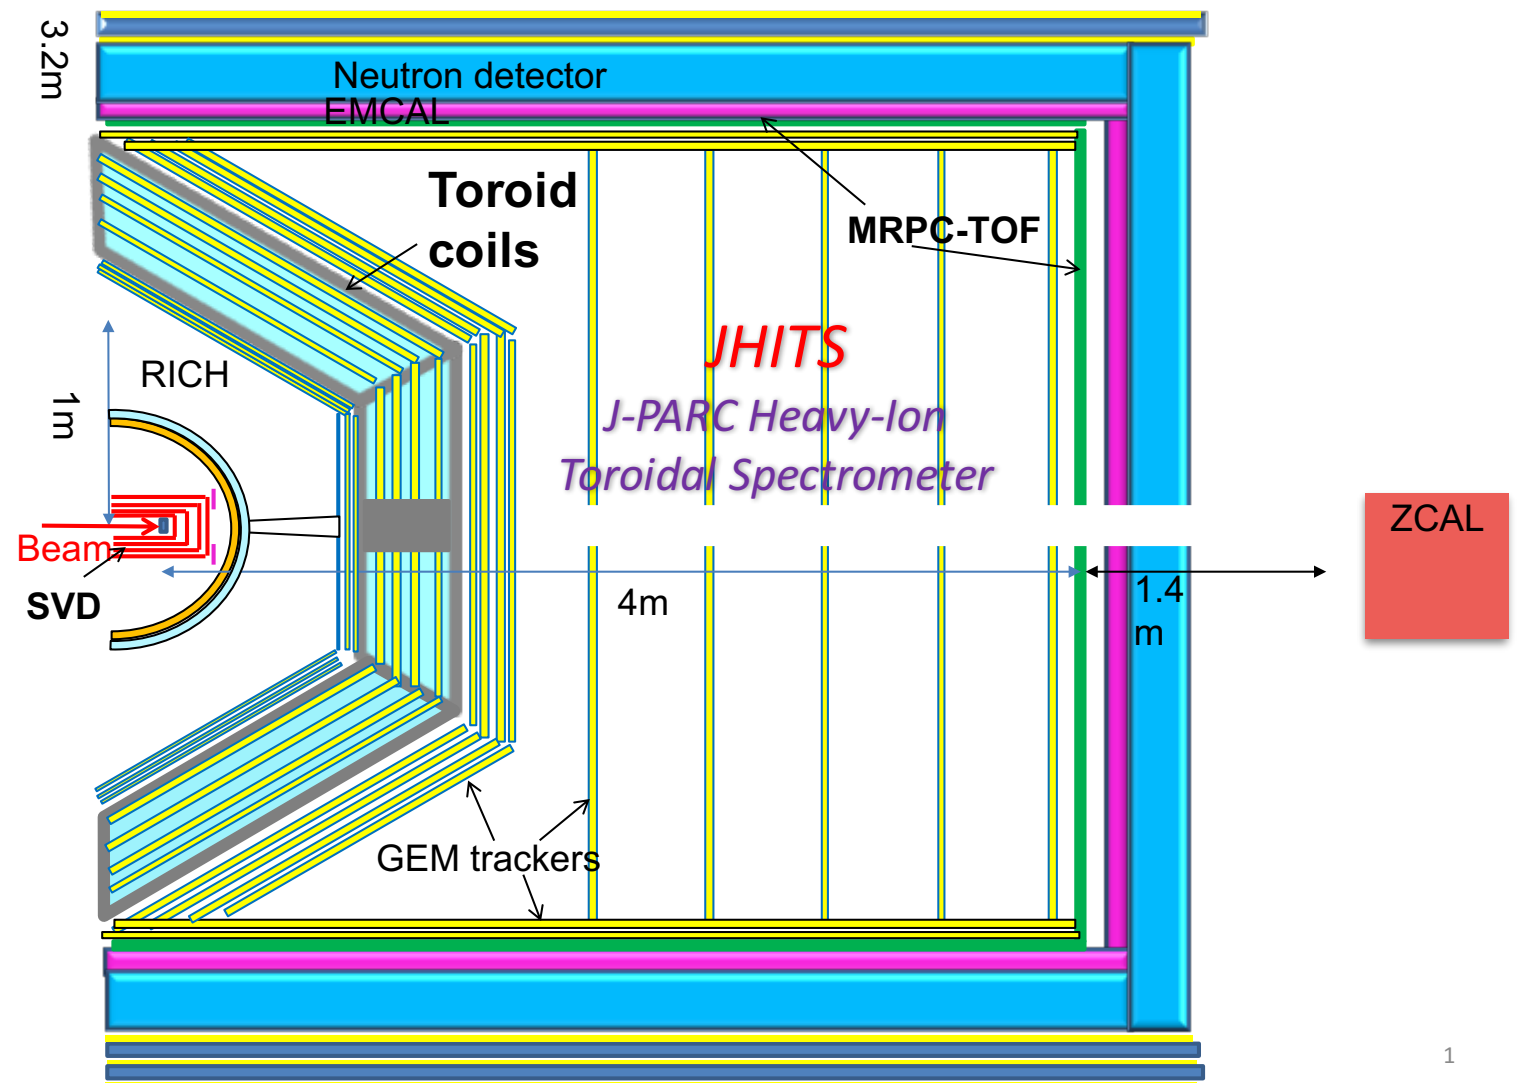 3.2m
Neutron detector
EMCAL
Toroid
coils
MRPC-TOF
JHITS
J-PARC Heavy-Ion
Toroidal Spectrometer
RICH
1m
Beam
SVD
ZCAL
4m
1.4
m
GEM trackers
1